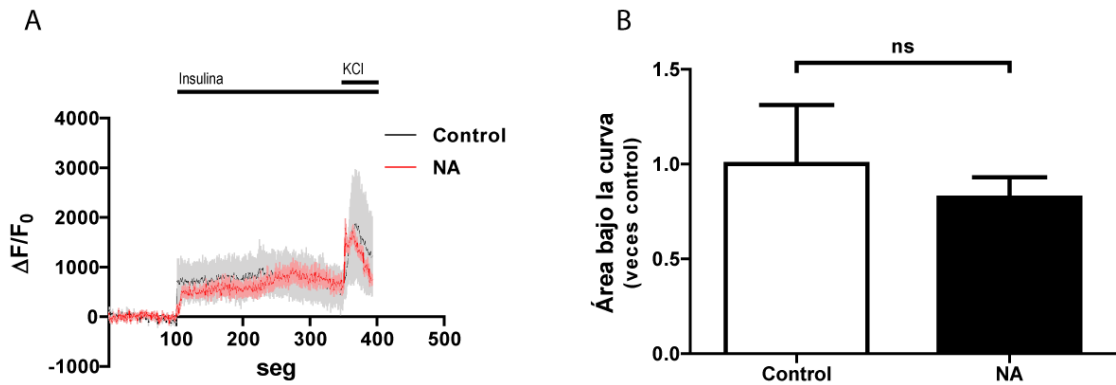 A
Insulina
KCl
4000
3000
2000
1000
0
-1000
ΔF/F0
100
200
300
400
500
seg
Control
NA
B
ns
1.5
1.0
0.5
0.0
Área bajo la curva
(veces control)
Control
NA